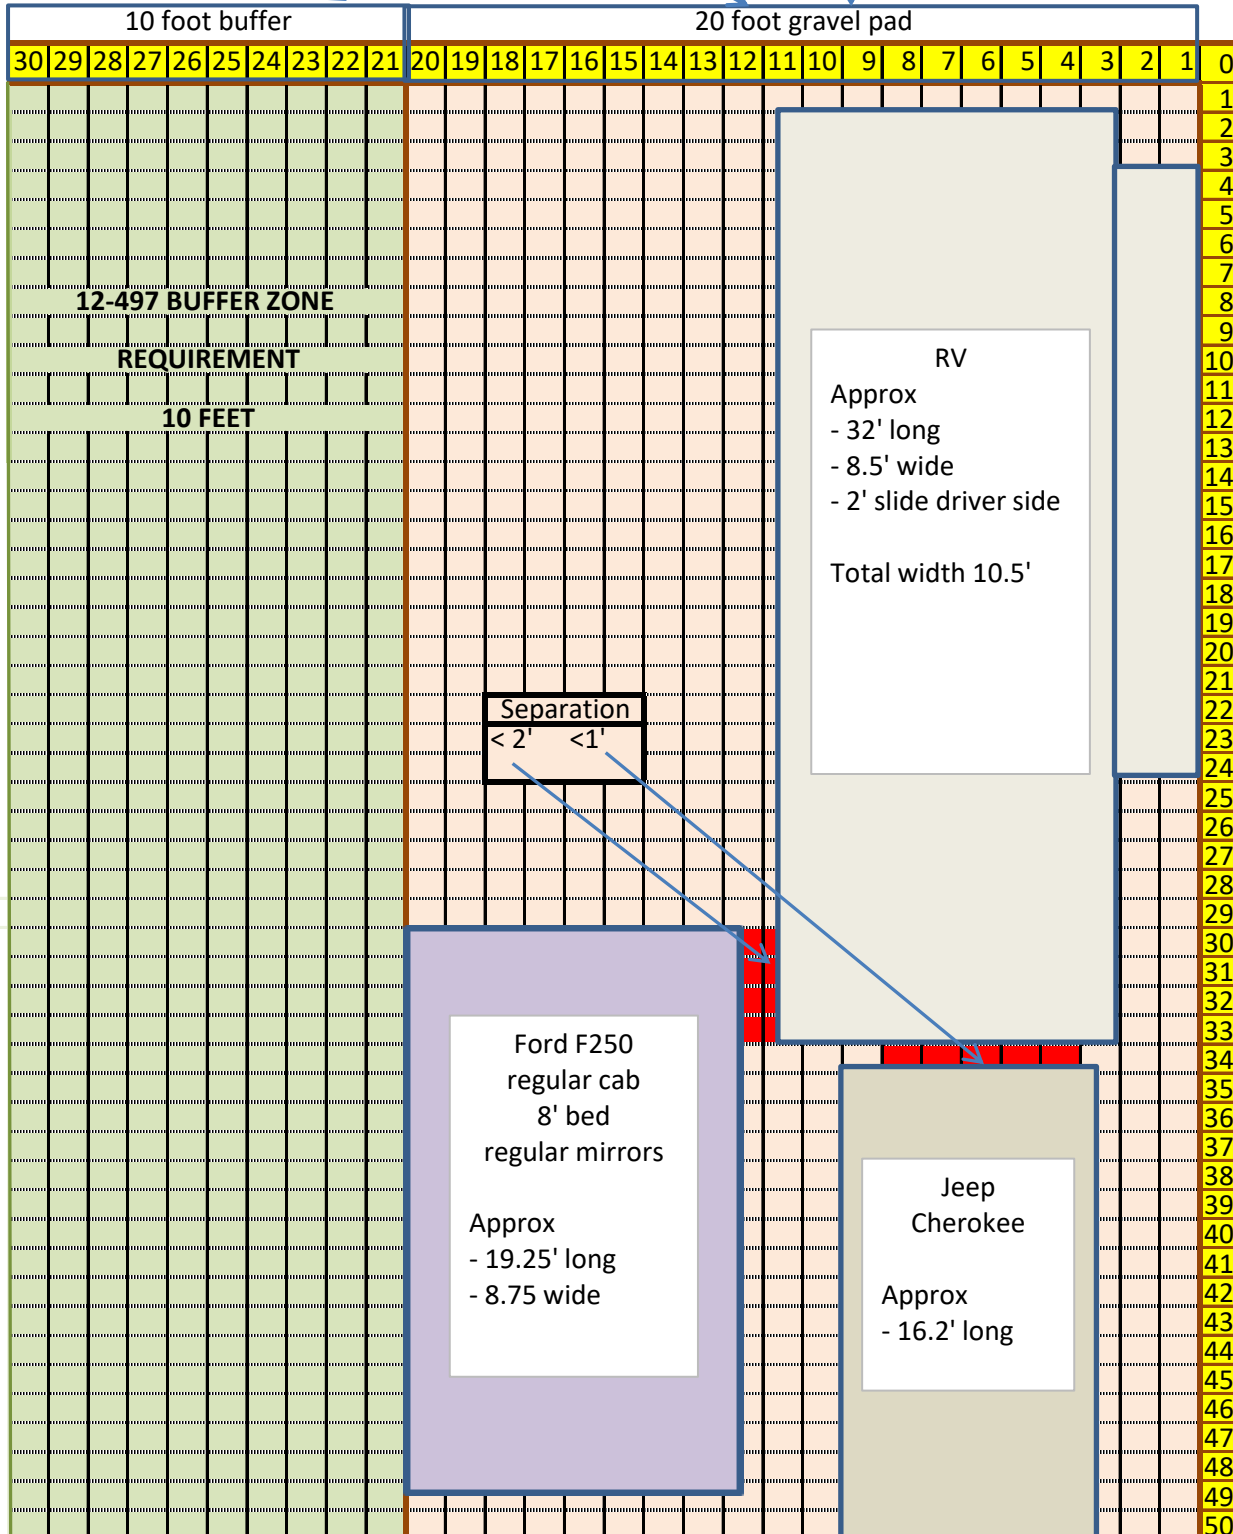 10 foot buffer 20 foot gravel pad
30 29 28 27 26 25 24 23 22 21 20 19 18 17 16 15 14 13 12 11 10 9 8 7 6 5 4 3 2 1 0
1
2
3
4
5
6
7
12-497 BUFFER ZONE 8
9
REQUIREMENT RV 10
Approx 11
10 FEET 12
- 32' long 13
- 8.5' wide 14
- 2' slide driver side 15
16
Total width 10.5' 17
18
19
20
21
Separation 22
< 2' <1' 23
24
25
26
27
28
29
30
31
32
33
Ford F250 34
regular cab 35
8' bed 36
regular mirrors 37
Jeep 38
Cherokee 39
Approx 40
- 19.25' long 41
- 8.75 wide Approx 42
- 16.2' long 43
44
45
46
47
48
49
50